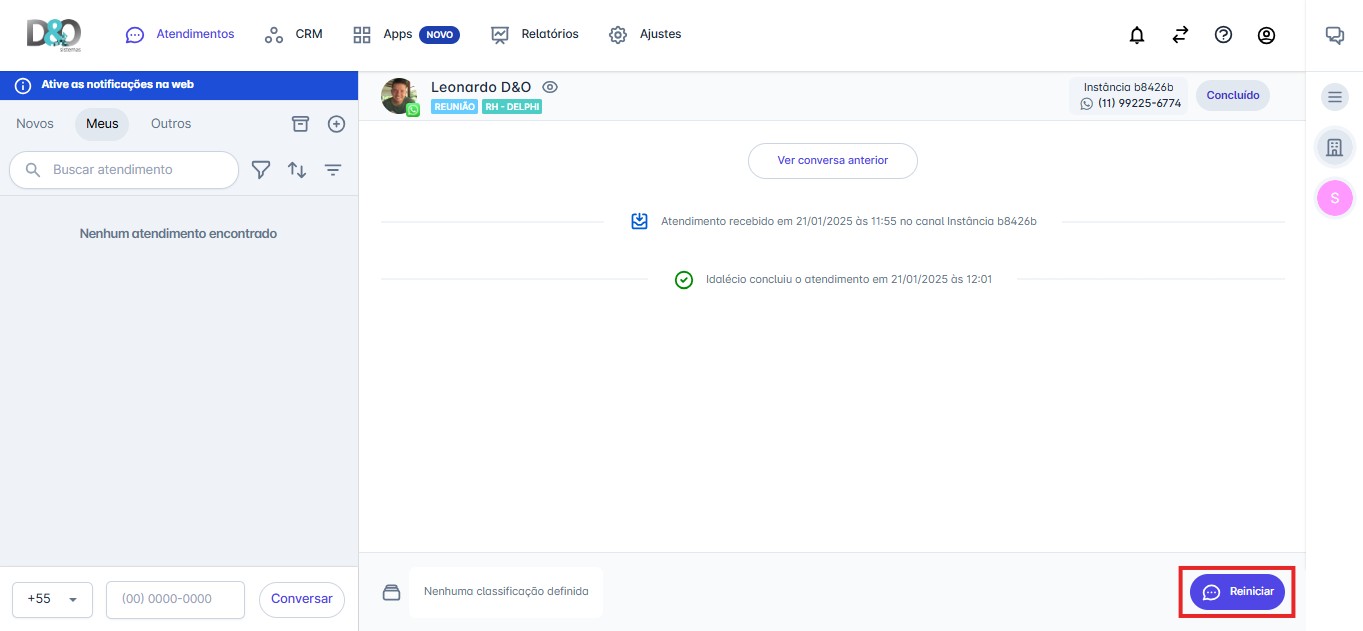 D&O
sistemas
Atendimentos
CRM
Apps NOVO
Relatórios
Ajustes
Ative as notificações na web
Novos
Meus
Outros
Buscar atendimento
Nenhum atendimento encontrado
+55
(00) 0000-0000
Conversar
Leonardo D&O
REUNIÃO RH - DELPHI
Instância b8426b
(11) 99225-6774
Concluído
Ver conversa anterior
Atendimento recebido em 21/01/2025 às 11:55 no canal Instância b8426b
Idalécio concluiu o atendimento em 21/01/2025 às 12:01
Nenhuma classificação definida
Reiniciar
S